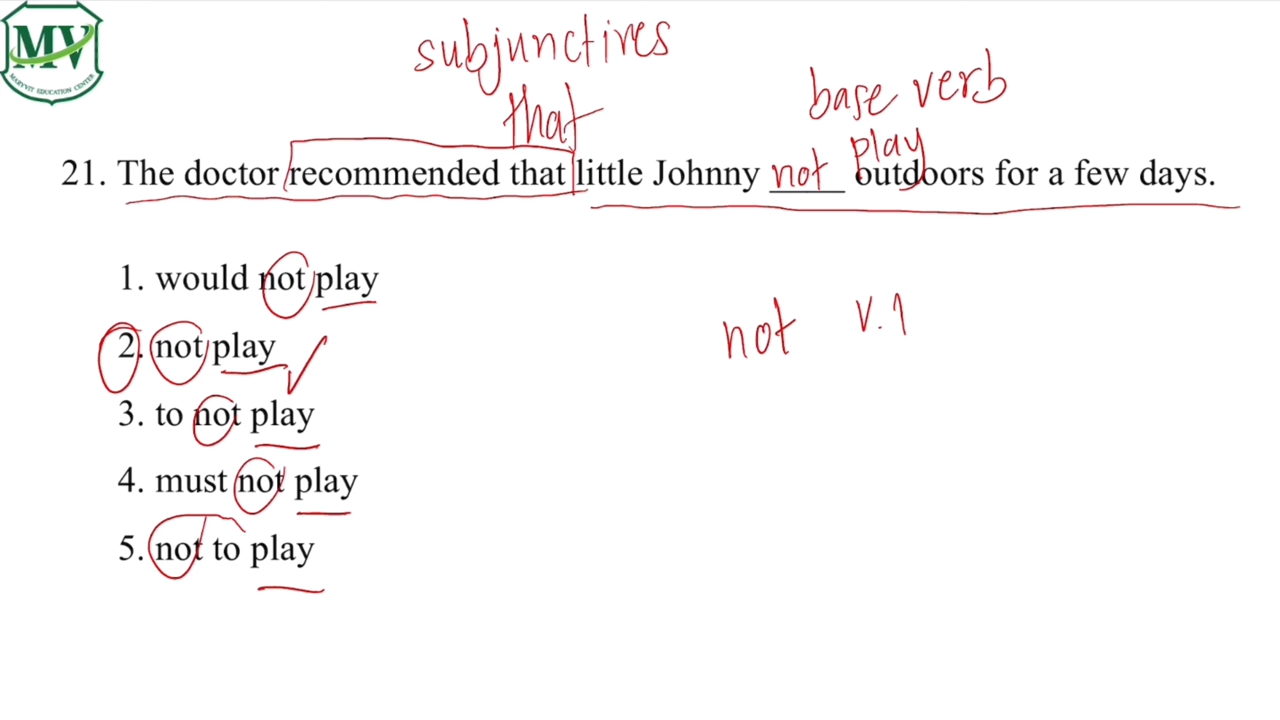 MV
MARYVIT EDUCATION CENTER
subjunctives
that
base verb
play
21. The doctor recommended that little Johnny not outdoors for a few days.
1. would not play
2. not play
3. to not play
4. must not play
5. not to play
not v.1